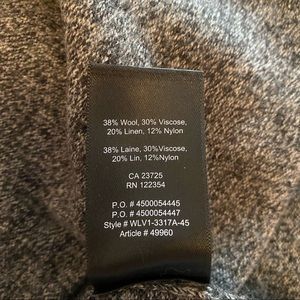 38% Wool, 30% Viscose,
20% Linen, 12% Nylon
38% Laine, 30%Viscose,
20% Lin, 12%Nylon
CA 23725
RN 122354
P.O. # 4500054445
P.O. # 4500054447
Style # WLV1-3317A-45
Article # 49960